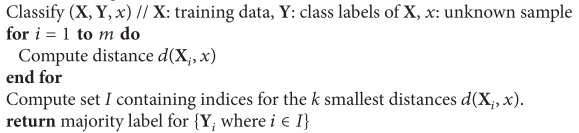 Classify (X, Y, x) // X: training data, Y: class labels of X, x: unknown sample
for i = 1 to m do
Compute distance d(Xᵢ, x)
end for
Compute set I containing indices for the k smallest distances d(Xᵢ, x).
return majority label for {Yᵢ where i ∈ I}